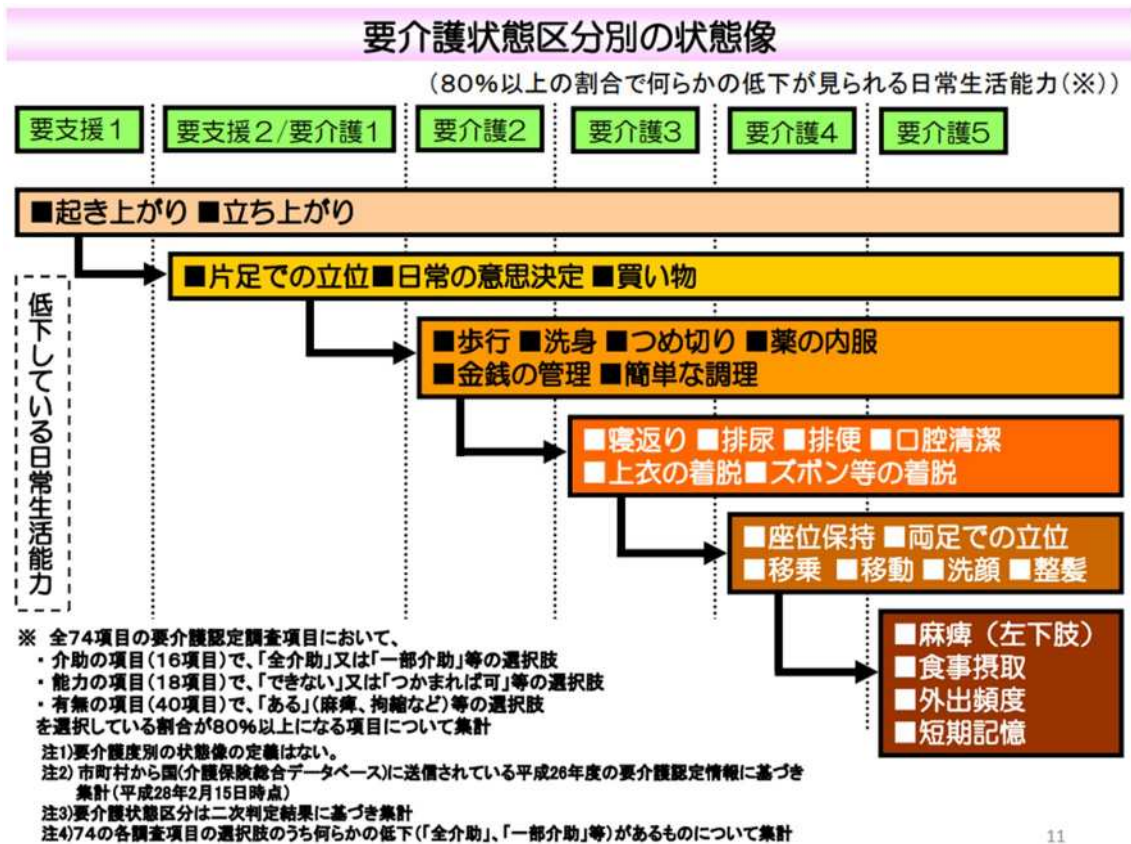 要介護状態区分別の状態像
（80％以上の割合で何らかの低下が見られる日常生活能力（※））
要支援1
要支援2/要介護1
要介護2
要介護3
要介護4
要介護5
■起き上がり ■立ち上がり
■片足での立位■日常の意思決定 ■買い物
■歩行 ■洗身 ■つめ切り ■薬の内服
■金銭の管理 ■簡単な調理
■寝返り ■排尿 ■排便 ■口腔清潔
■上衣の着脱■ズボン等の着脱
■座位保持 ■両足での立位
■移乗 ■移動 ■洗顔 ■整髪
■麻痺（左下肢）
■食事摂取
■外出頻度
■短期記憶
低下している日常生活能力
※ 全74項目の要介護認定調査項目において、
・介助の項目（16項目）で、「全介助」又は「一部介助」等の選択肢
・能力の項目（18項目）で、「できない」又は「つかまれば可」等の選択肢
・有無の項目（40項目）で、「ある」（麻痺、拘縮など）等の選択肢
を選択している割合が80％以上になる項目について集計
注1）要介護度別の状態像の定義はない。
注2）市町村から国（介護保険総合データベース）に送信されている平成26年度の要介護認定情報に基づき
集計（平成28年2月15日時点）
注3）要介護状態区分は二次判定結果に基づき集計
注4）74の各調査項目の選択肢のうち何らかの低下（「全介助」、「一部介助」等）があるものについて集計
11